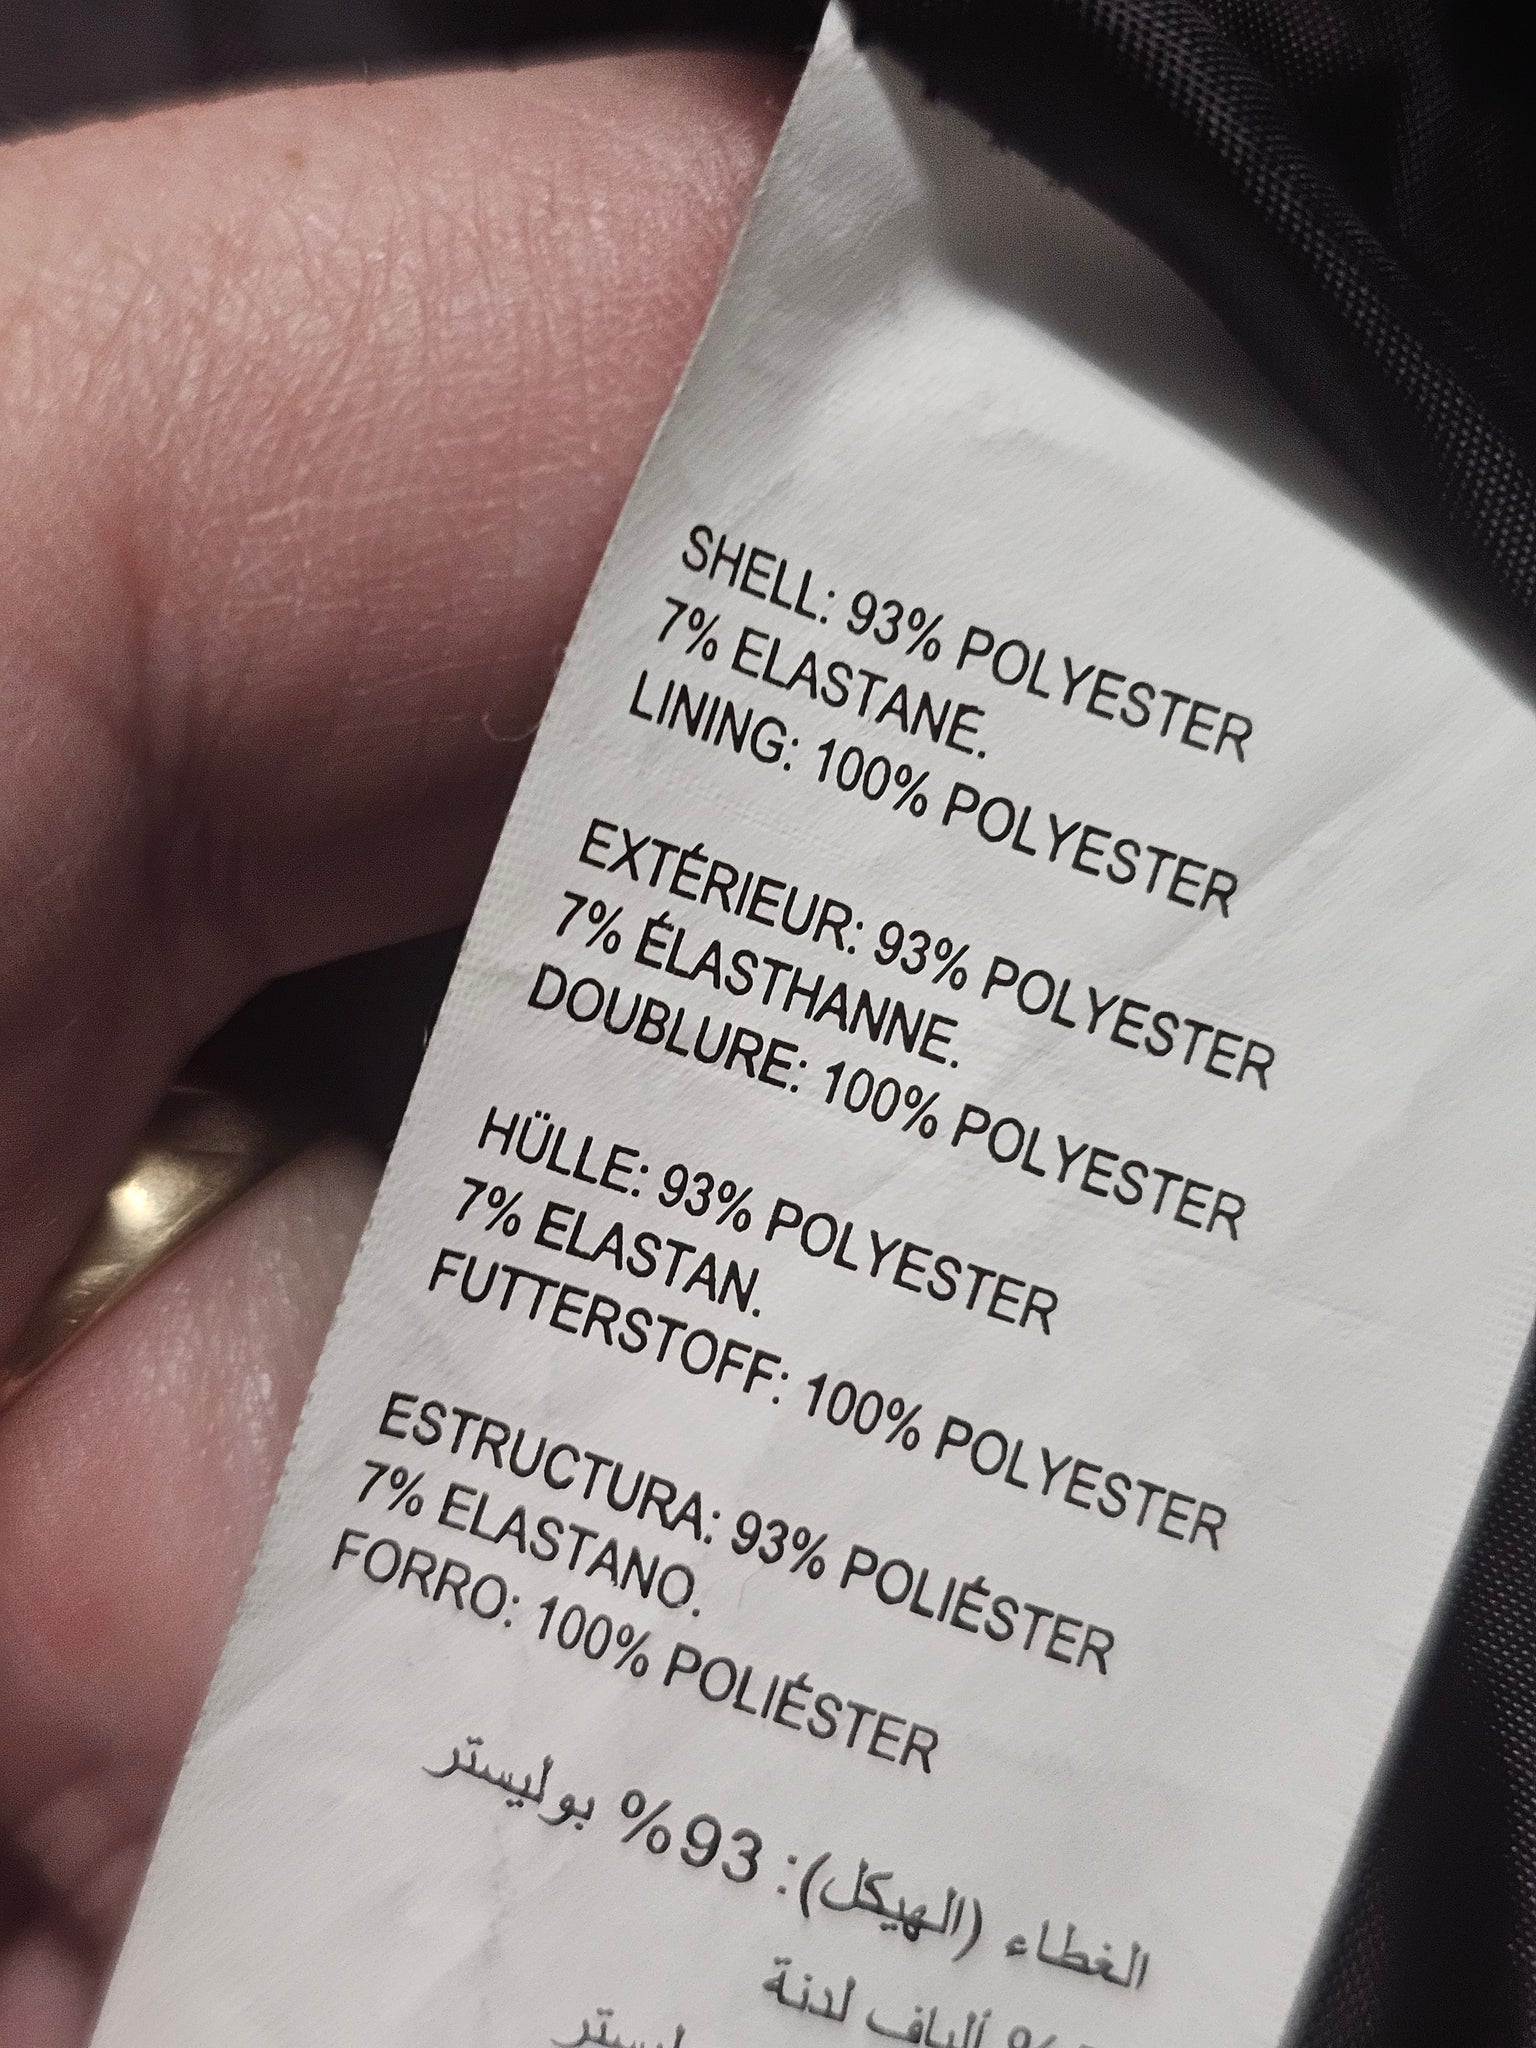 SHELL: 93% POLYESTER
7% ELASTANE.
LINING: 100% POLYESTER
EXTÉRIEUR: 93% POLYESTER
7% ÉLASTHANNE.
DOUBLURE: 100% POLYESTER
HÜLLE: 93% POLYESTER
7% ELASTAN.
FUTTERSTOFF: 100% POLYESTER
ESTRUCTURA: 93% POLIÉSTER
7% ELASTANO.
FORRO: 100% POLIÉSTER
الغطاء (الهيكل): 93% بوليستر
% ألياف لدنة